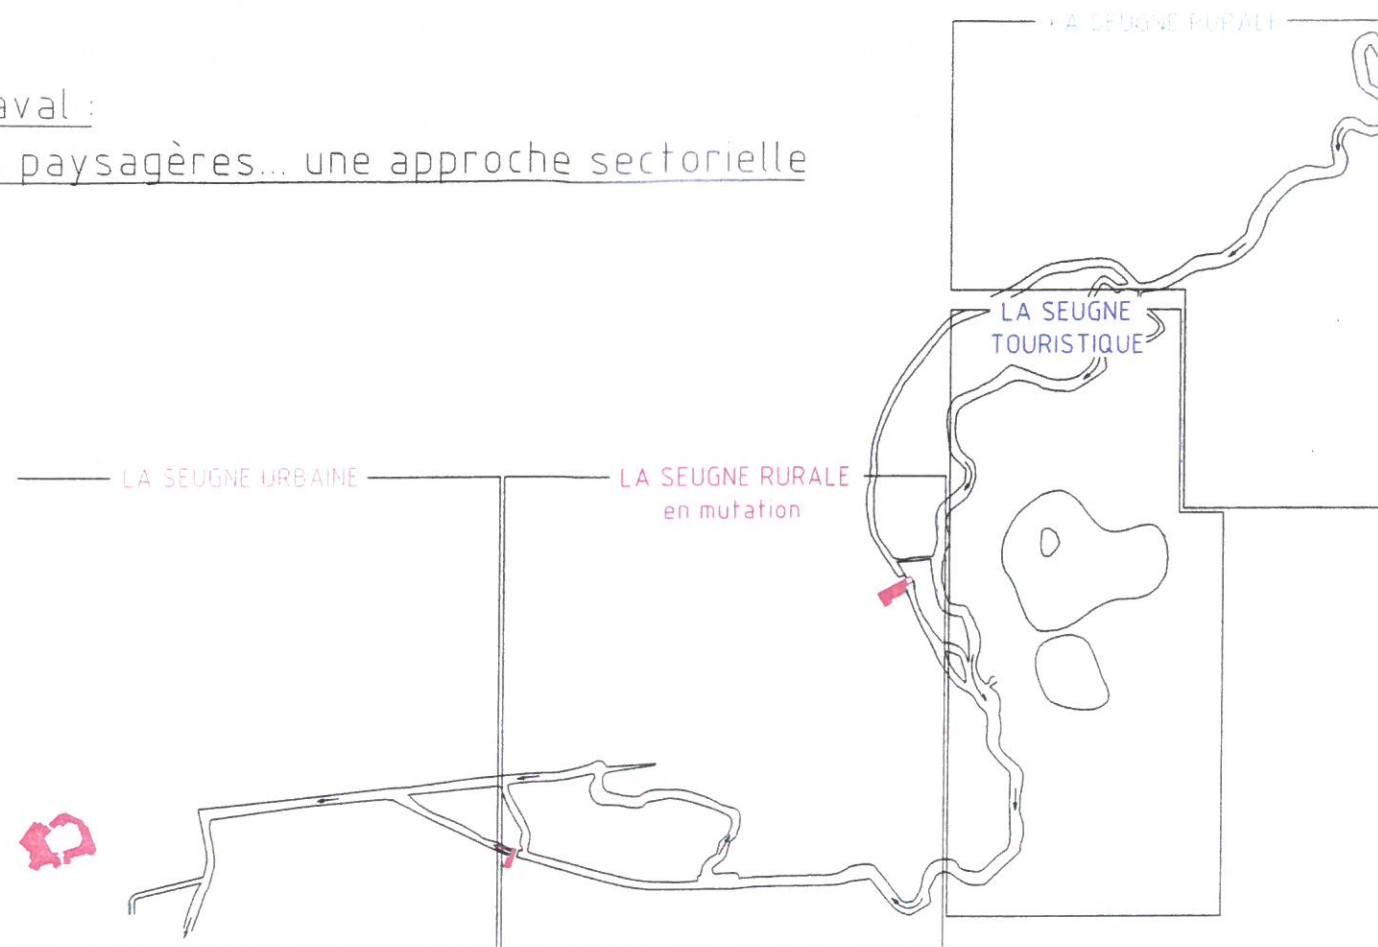 aval :
paysagères... une approche sectorielle
LA SEUGNE RURALE
LA SEUGNE
TOURISTIQUE
LA SEUGNE URBAINE
LA SEUGNE RURALE
en mutation